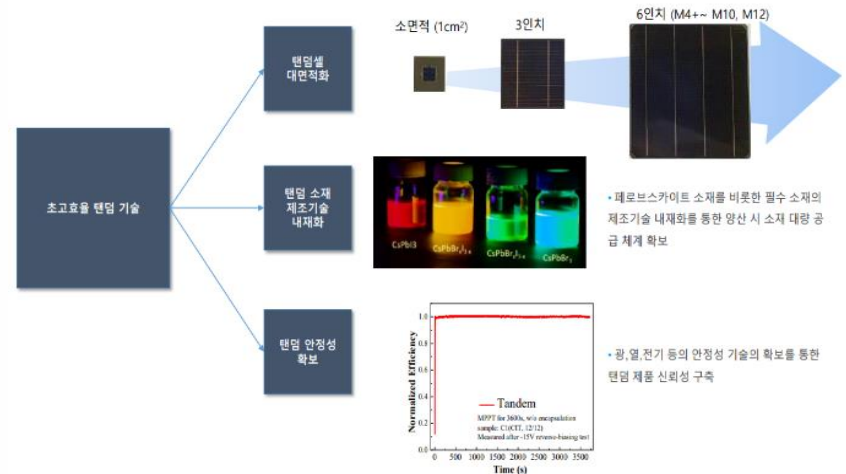 소면적 (1cm²)
3인치
6인치 (M4+~ M10, M12)
탠덤셀
대면적화
초고효율 탠덤 기술
탠덤 소재
제조기술
내재화
CsPbI3
CsPbBrₓI₃₋ₓ
CsPbBrₓI₃₋ₓ
CsPbBr₃
• 페로브스카이트 소재를 비롯한 필수 소재의
제조기술 내재화를 통한 양산 시 소재 대량 공
급 체계 확보
탠덤 안정성
확보
Normalized Efficiency
1.0
0.8
0.6
0.4
0.2
0.0
Tandem
MPPT for 3600s, w/o encapsulation
sample: C1(CIT, 12/12)
Measured after -15V reverse-biasing test
0 500 1000 1500 2000 2500 3000 3500
Time (s)
• 광,열,전기 등의 안정성 기술의 확보를 통한
탠덤 제품 신뢰성 구축